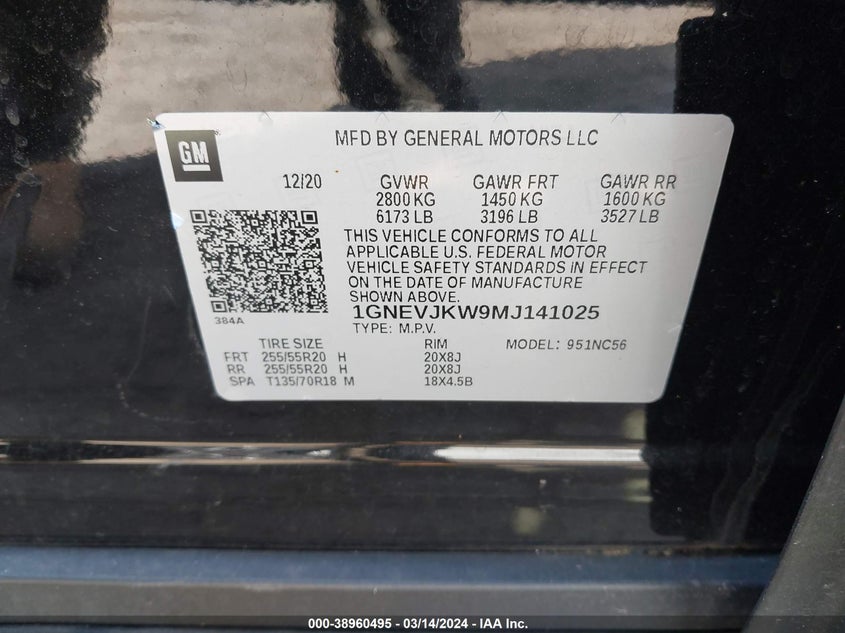 GM
MFD BY GENERAL MOTORS LLC
12/20 GVWR GAWR FRT GAWR RR
2800 KG 1450 KG 1600 KG
6173 LB 3196 LB 3527 LB
THIS VEHICLE CONFORMS TO ALL
APPLICABLE U.S. FEDERAL MOTOR
VEHICLE SAFETY STANDARDS IN EFFECT
ON THE DATE OF MANUFACTURE
SHOWN ABOVE.
1GNEVJKW9MJ141025
384A
TYPE: M.P.V.
TIRE SIZE RIM MODEL: 951NC56
FRT 255/55R20 H 20X8J
RR 255/55R20 H 20X8J
SPA T135/70R18 M 18X4.5B
000-38960495 - 03/14/2024 - IAA Inc.